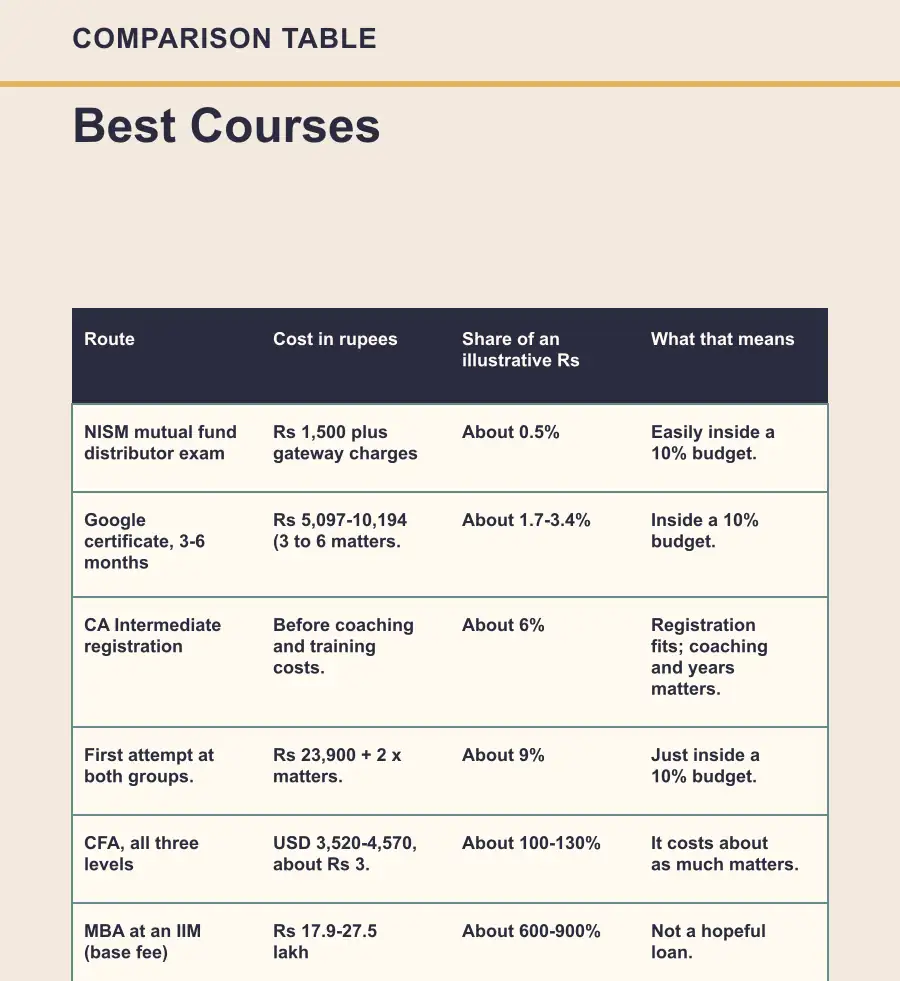 COMPARISON TABLE
Best Courses
Route
Cost in rupees
Share of an
illustrative Rs
What that means
NISM mutual fund
distributor exam
Rs 1,500 plus
gateway charges
About 0.5%
Easily inside a
10% budget.
Google
certificate, 3-6
months
Rs 5,097-10,194
(3 to 6 matters.
About 1.7-3.4%
Inside a 10%
budget.
CA Intermediate
registration
Before coaching
and training
costs.
About 6%
Registration
fits; coaching
and years
matters.
First attempt at
both groups.
Rs 23,900 + 2 x
matters.
About 9%
Just inside a
10% budget.
CFA, all three
levels
USD 3,520-4,570,
about Rs 3.
About 100-130%
It costs about
as much matters.
MBA at an IIM
(base fee)
Rs 17.9-27.5
lakh
About 600-900%
Not a hopeful
loan.